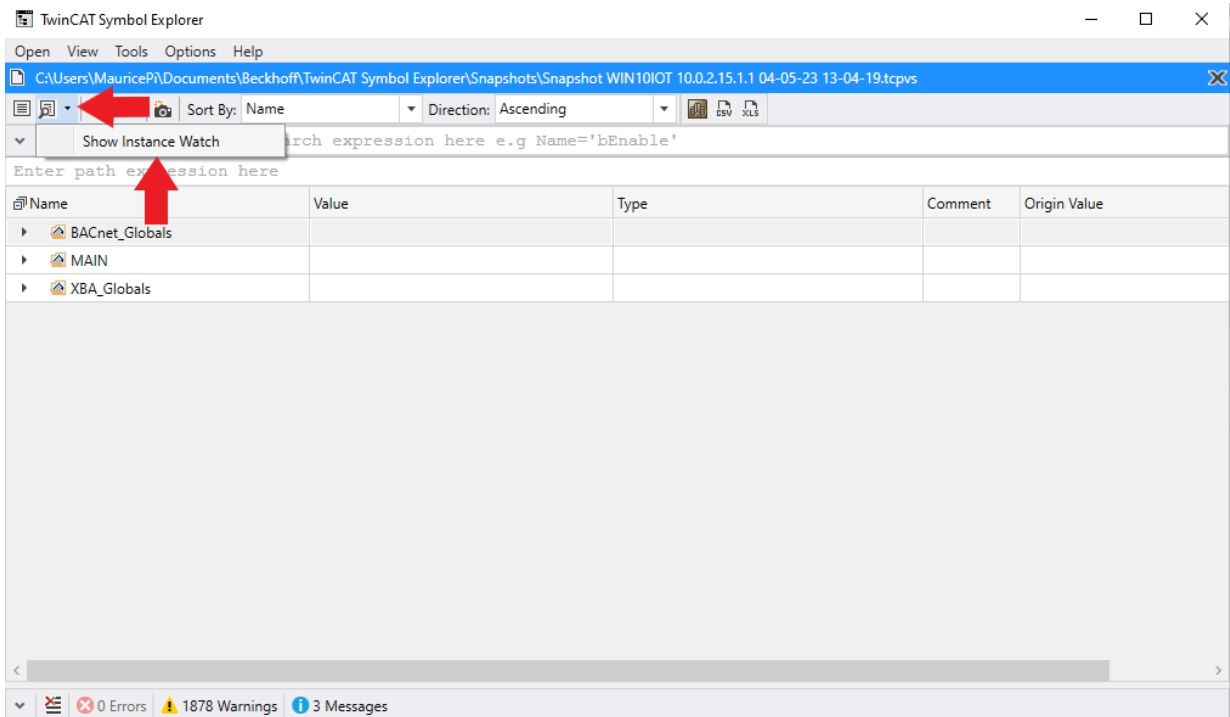 TwinCAT Symbol Explorer
Open View Tools Options Help
C:\Users\MauricePi\Documents\Beckhoff\TwinCAT Symbol Explorer\Snapshots\Snapshot WIN10IOT 10.0.2.15.1.1 04-05-23 13-04-19.tcpvs
Sort By: Name Direction: Ascending CSV XLS
Show Instance Watch expression here e.g Name='bEnable'
Enter path expression here
Name Value Type Comment Origin Value
BACnet_Globals
MAIN
XBA_Globals
0 Errors 1878 Warnings 3 Messages